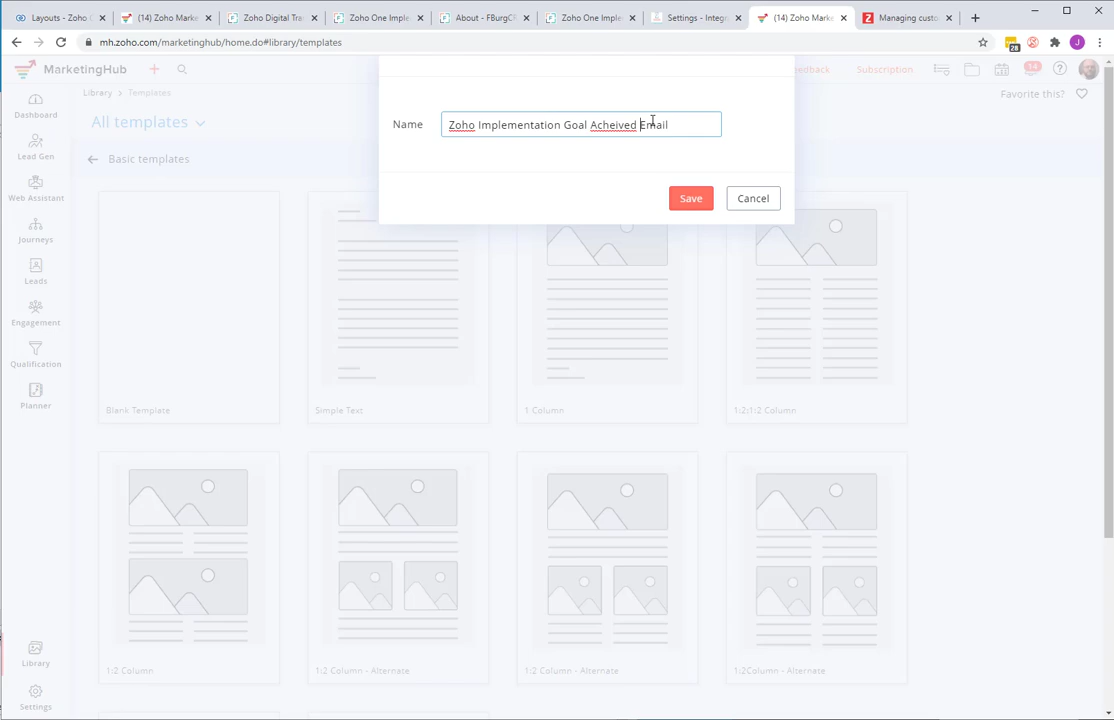 Layouts - Zoho C
(14) Zoho Marke
Zoho Digital Tra
Zoho One Imple
About - FBurgCR
Zoho One Imple
Settings - Integr
(14) Zoho Marke
Managing custo
mh.zoho.com/marketinghub/home.do#library/templates
28
J
MarketingHub
Feedback
Subscription
14
Library
Templates
Favorite this?
All templates
Basic templates
Name
Zoho Implementation Goal Acheived Email
Save
Cancel
Dashboard
Lead Gen
Web Assistant
Journeys
Leads
Engagement
Qualification
Planner
Library
Settings
Blank Template
Simple Text
1 Column
1:2:1:2 Column
1:2 Column
1:2 Column - Alternate
1:2 Column - Alternate
1:2Column - Alternate